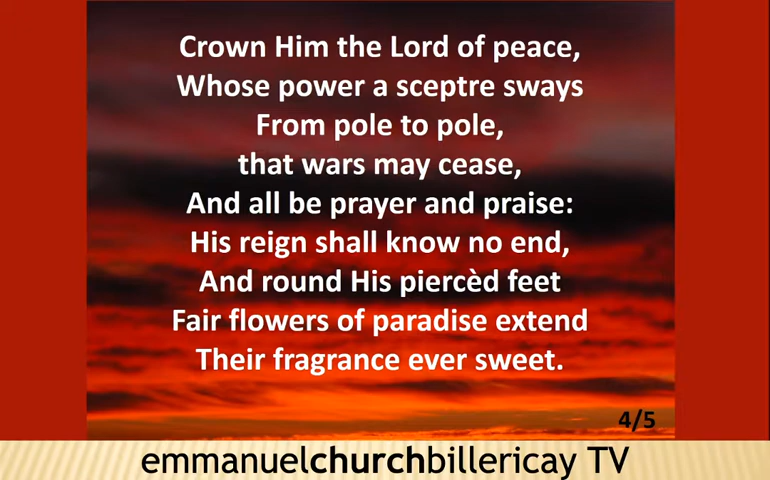 Crown Him the Lord of peace,
Whose power a sceptre sways
From pole to pole,
that wars may cease,
And all be prayer and praise:
His reign shall know no end,
And round His piercèd feet
Fair flowers of paradise extend
Their fragrance ever sweet.
4/5
emmanuelchurchbillericay TV